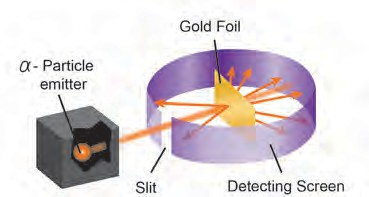 Gold Foil
α - Particle
emitter
Slit
Detecting Screen